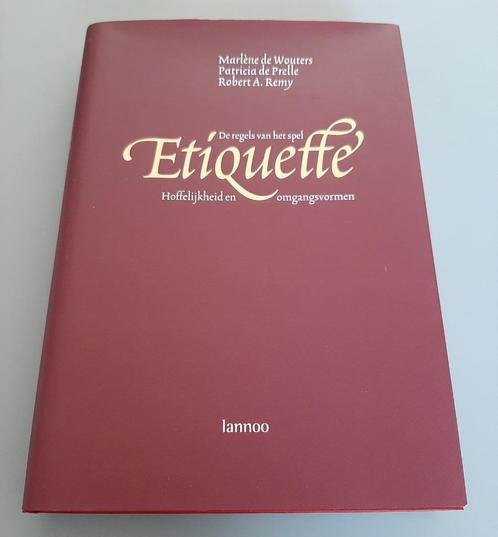 Marlène de Wouters
Patricia de Prelle
Robert A. Remy
De regels van het spel
Etiquette
Hoffelijkheid en omgangsvormen
lannoo